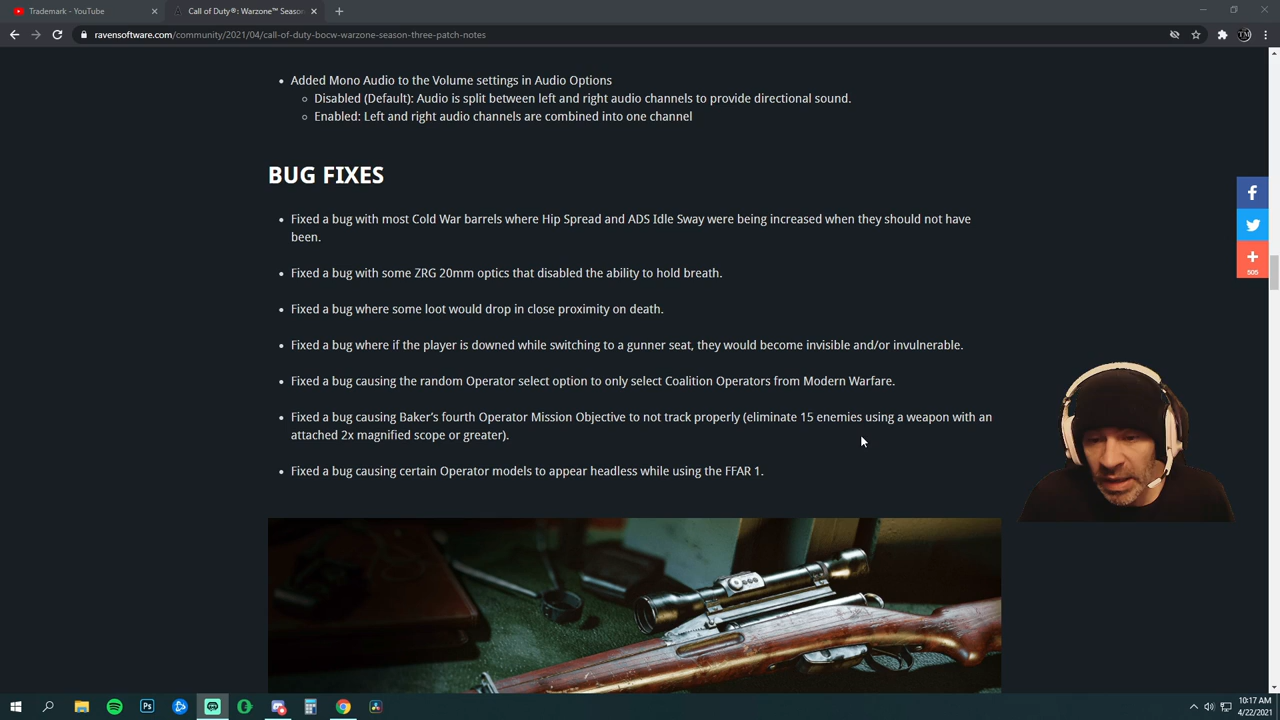 Trademark - YouTube
Call of Duty®: Warzone™ Season
ravensoftware.com/community/2021/04/call-of-duty-bocw-warzone-season-three-patch-notes
TM
• Added Mono Audio to the Volume settings in Audio Options
Disabled (Default): Audio is split between left and right audio channels to provide directional sound.
Enabled: Left and right audio channels are combined into one channel
BUG FIXES
• Fixed a bug with most Cold War barrels where Hip Spread and ADS Idle Sway were being increased when they should not have
been.
• Fixed a bug with some ZRG 20mm optics that disabled the ability to hold breath.
• Fixed a bug where some loot would drop in close proximity on death.
• Fixed a bug where if the player is downed while switching to a gunner seat, they would become invisible and/or invulnerable.
• Fixed a bug causing the random Operator select option to only select Coalition Operators from Modern Warfare.
• Fixed a bug causing Baker's fourth Operator Mission Objective to not track properly (eliminate 15 enemies using a weapon with an
attached 2x magnified scope or greater).
• Fixed a bug causing certain Operator models to appear headless while using the FFAR 1.
505
Ps
10:17 AM
4/22/2021